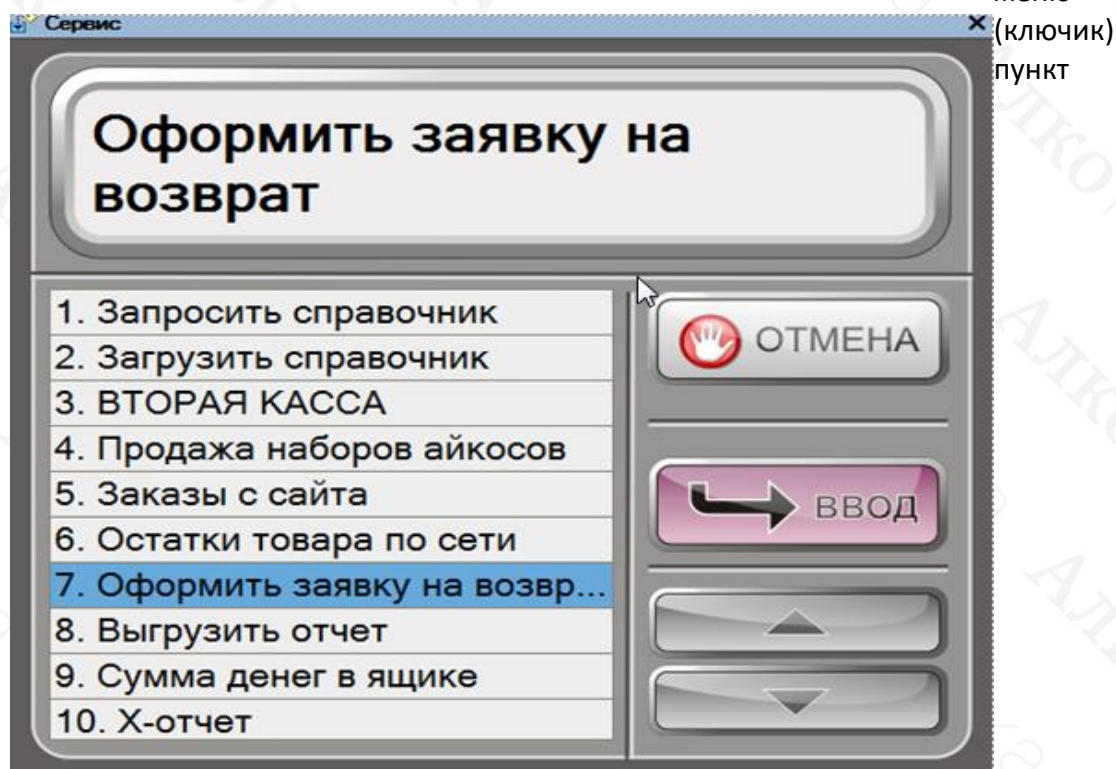 Сервис
(ключик)
пункт
Оформить заявку на
возврат
1. Запросить справочник
2. Загрузить справочник
3. ВТОРАЯ КАССА
4. Продажа наборов айкосов
5. Заказы с сайта
6. Остатки товара по сети
7. Оформить заявку на возвр...
8. Выгрузить отчет
9. Сумма денег в ящике
10. Х-отчет
ОТМЕНА
ВВОД